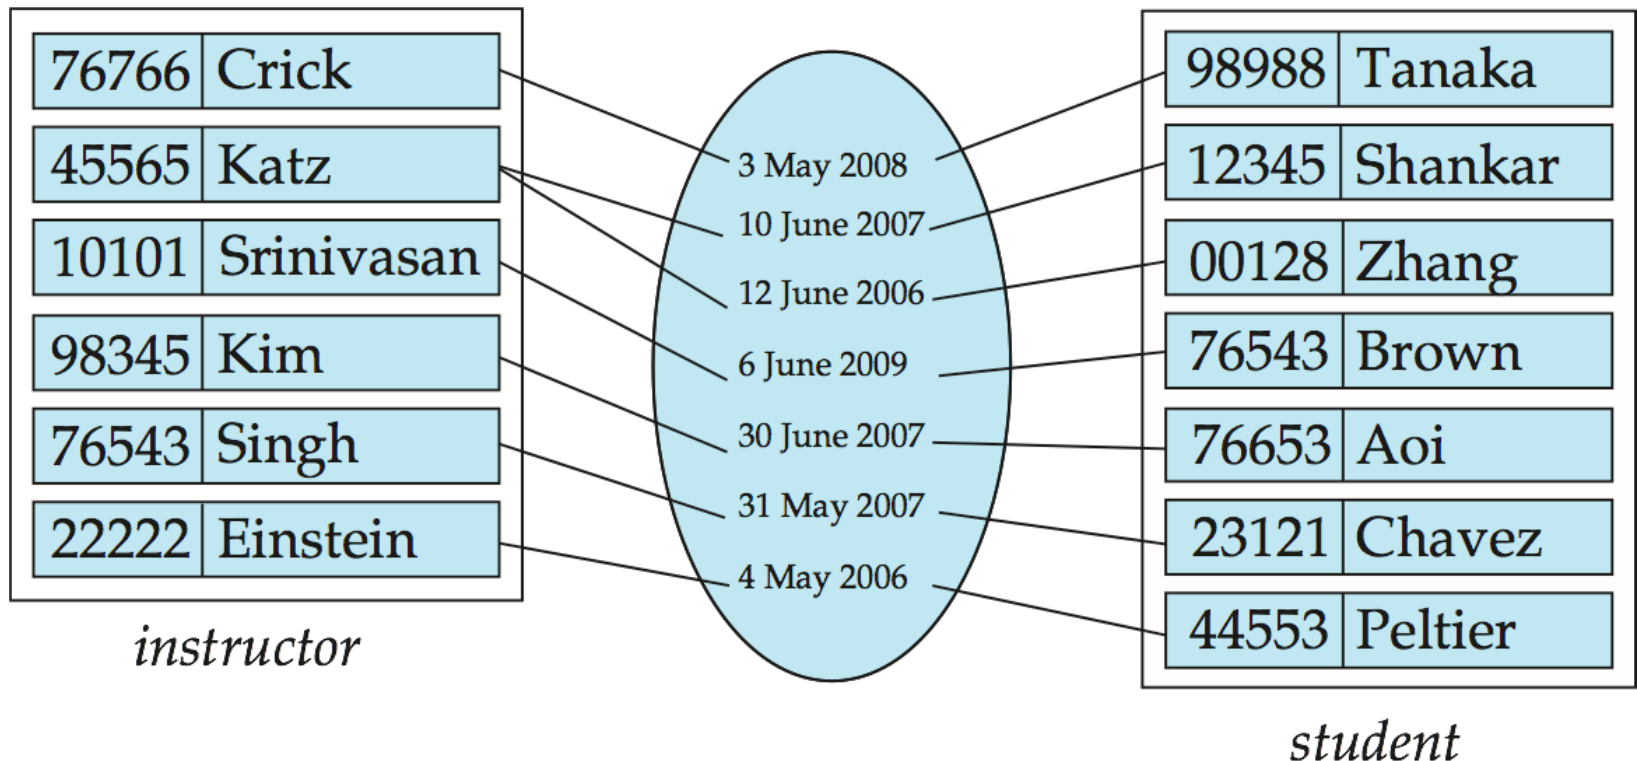 76766 Crick
45565 Katz
10101 Srinivasan
98345 Kim
76543 Singh
22222 Einstein
instructor
3 May 2008
10 June 2007
12 June 2006
6 June 2009
30 June 2007
31 May 2007
4 May 2006
98988 Tanaka
12345 Shankar
00128 Zhang
76543 Brown
76653 Aoi
23121 Chavez
44553 Peltier
student